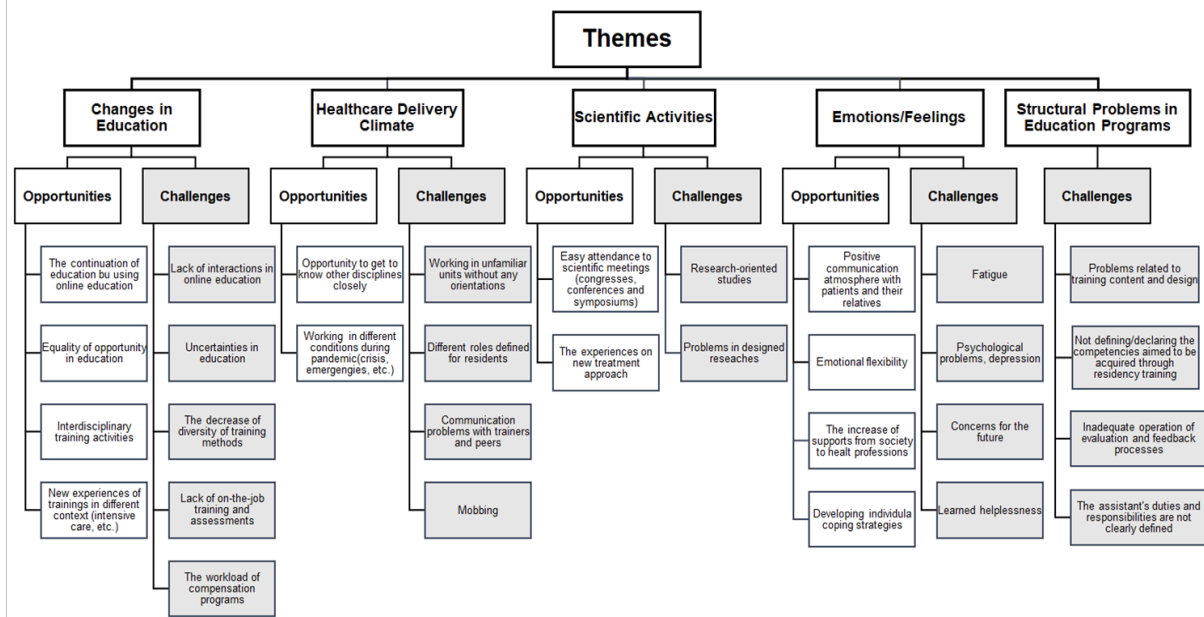 Themes
Changes in
Education
Healthcare Delivery
Climate
Scientific Activities
Emotions/Feelings
Structural Problems in
Education Programs
Opportunities
Challenges
Opportunities
Challenges
Opportunities
Challenges
Opportunities
Challenges
Challenges
The continuation of
education bu using
online education
Equality of opportunity
in education
Interdisciplinary
training activities
New experiences of
trainings in different
context (intensive
care, etc.)
Lack of interactions in
online education
Uncertainties in
education
The decrease of
diversity of training
methods
Lack of on-the-job
training and
assessments
The workload of
compensation
programs
Opportunity to get to
know other disciplines
closely
Working in different
conditions during
pandemic(crisis,
emergengies, etc.)
Working in unfamiliar
units without any
orientations
Different roles defined
for residents
Communication
problems with trainers
and peers
Mobbing
Easy attendance to
scientific meetings
(congresses,
conferences and
symposiums)
The experiences on
new treatment
approach
Research-oriented
studies
Problems in designed
reseaches
Positive
communication
atmosphere with
patients and their
relatives
Emotional flexibility
The increase of
supports from society
to healt professions
Developing individula
coping strategies
Fatigue
Psychological
problems, depression
Concerns for the
future
Learned helplessness
Problems related to
training content and
design
Not defining/declaring the
competencies aimed to be
acquired through
residency training
Inadequate operation of
evaluation and feedback
processes
The assistant's duties and
responsibilities are not
clearly defined